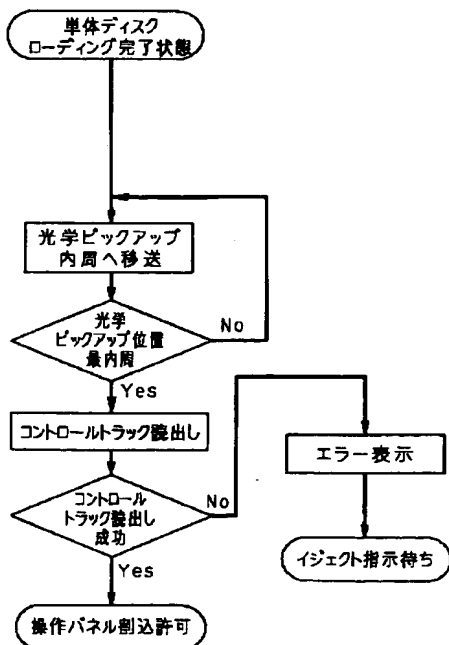 単体ディスク
ローディング完了状態
光学ピックアップ
内周へ移送
光学
ピックアップ位置
最内周
No
Yes
コントロールトラック読出し
コントロール
トラック読出し
成功
No
Yes
エラー表示
イジェクト指示待ち
操作パネル割込許可